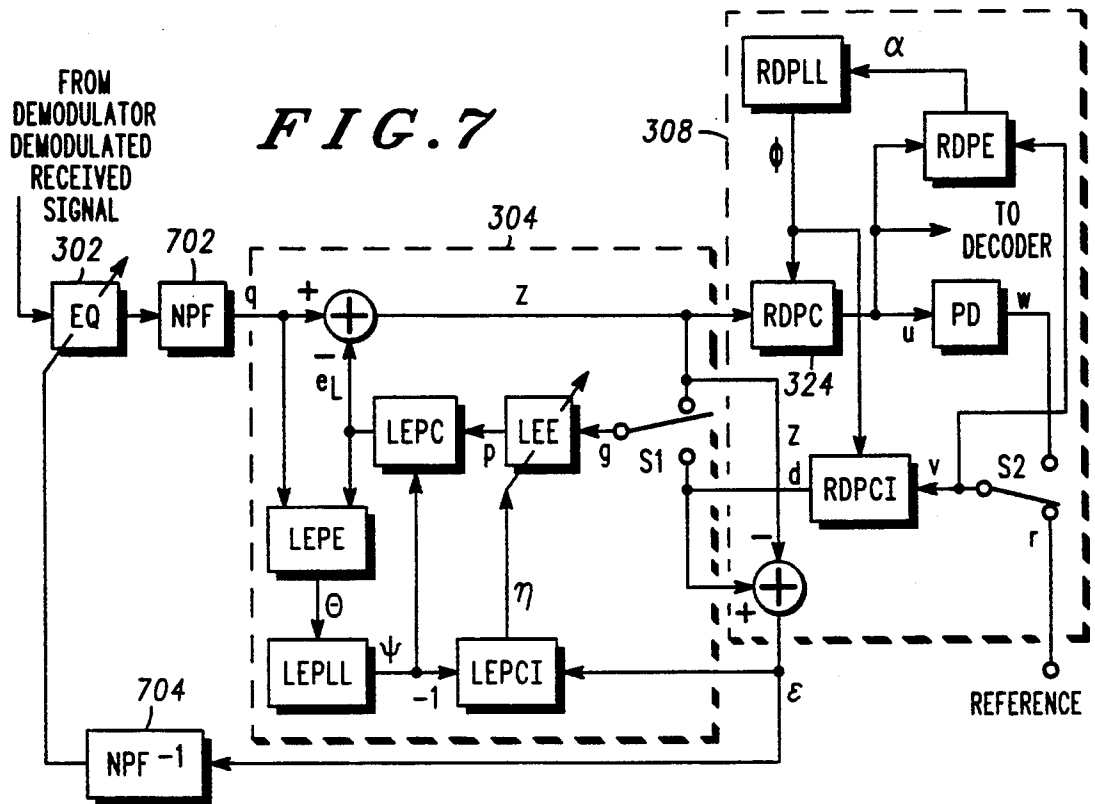 FROM
DEMODULATOR
DEMODULATED
RECEIVED
SIGNAL
FIG.7
302
EQ
702
NPF
q
+
304
Z
−
eL
LEPC
p
LEE
g
S1
LEPE
Θ
LEPLL
ψ
-1
LEPCI
η
704
NPF -1
308
RDPLL
α
ϕ
RDPE
TO
DECODER
RDPC
324
u
PD
w
Z
d
RDPCI
v
S2
r
−
+
ε
REFERENCE